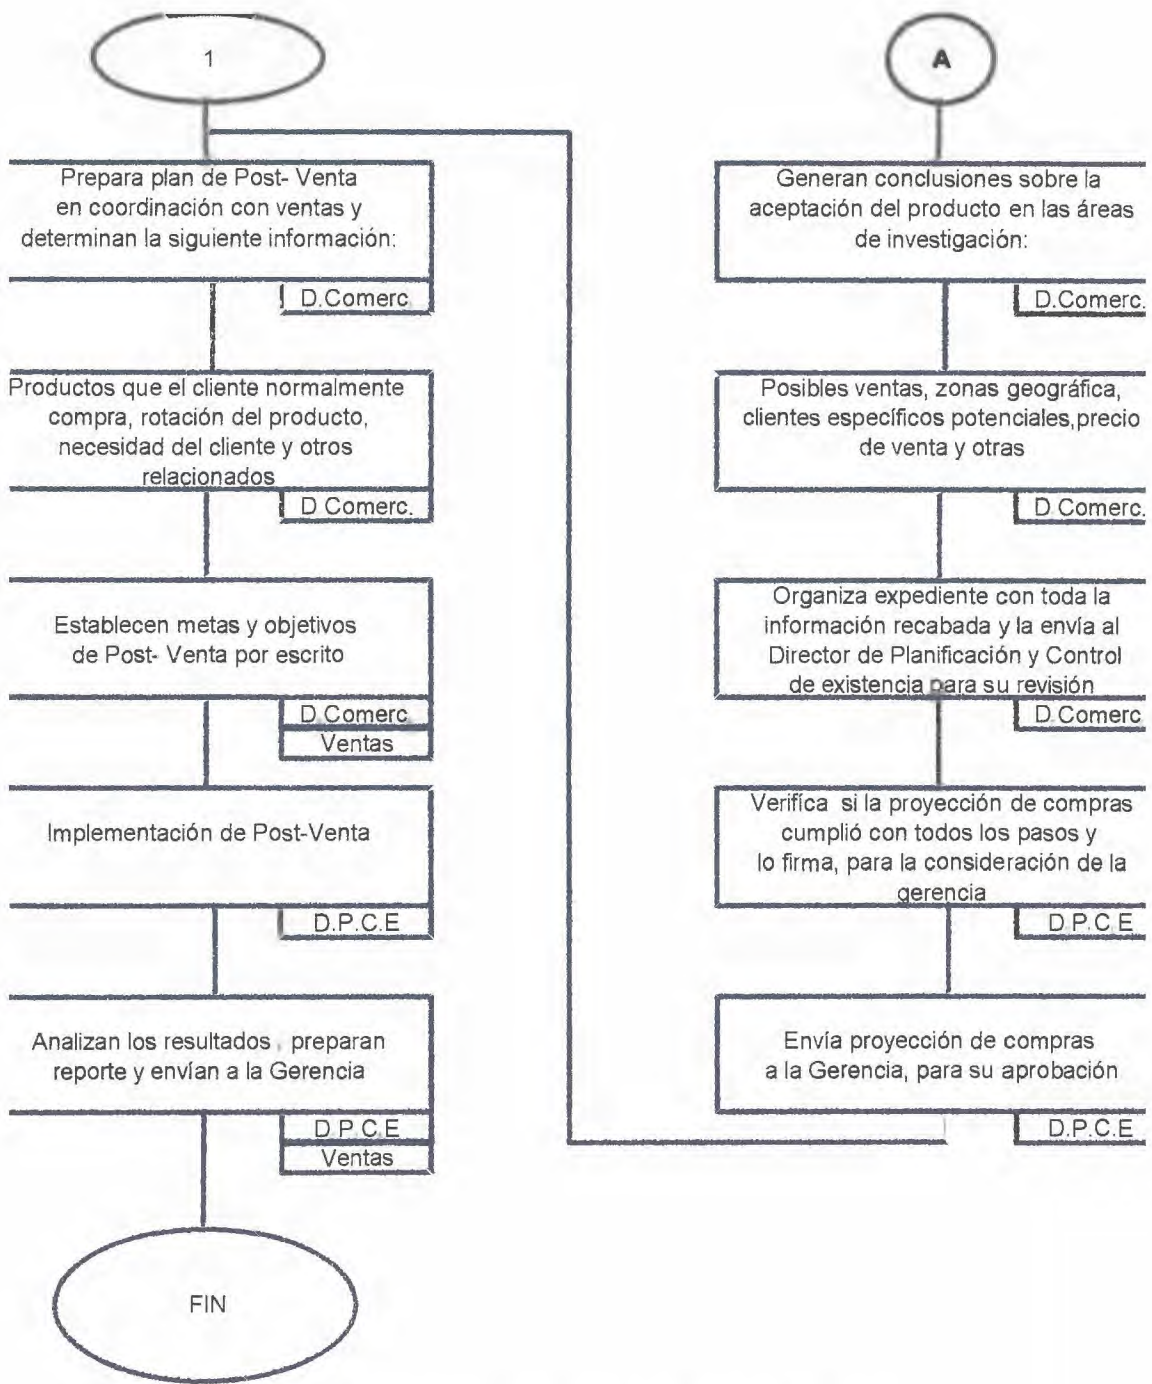 1
Prepara plan de Post- Venta
en coordinación con ventas y
determinan la siguiente información:
D.Comerc.
Productos que el cliente normalmente
compra, rotación del producto,
necesidad del cliente y otros
relacionados
D.Comerc.
Establecen metas y objetivos
de Post- Venta por escrito
D.Comerc.
Ventas
Implementación de Post-Venta
D.P.C.E
Analizan los resultados , preparan
reporte y envían a la Gerencia
D.P.C.E
Ventas
FIN
A
Generan conclusiones sobre la
aceptación del producto en las áreas
de investigación:
D.Comerc.
Posibles ventas, zonas geográfica,
clientes específicos potenciales,precio
de venta y otras
D.Comerc.
Organiza expediente con toda la
información recabada y la envía al
Director de Planificación y Control
de existencia para su revisión
D.Comerc
Verifíca si la proyección de compras
cumplió con todos los pasos y
lo firma, para la consideración de la
gerencia
D.P.C.E
Envía proyección de compras
a la Gerencia, para su aprobación
D.P.C.E